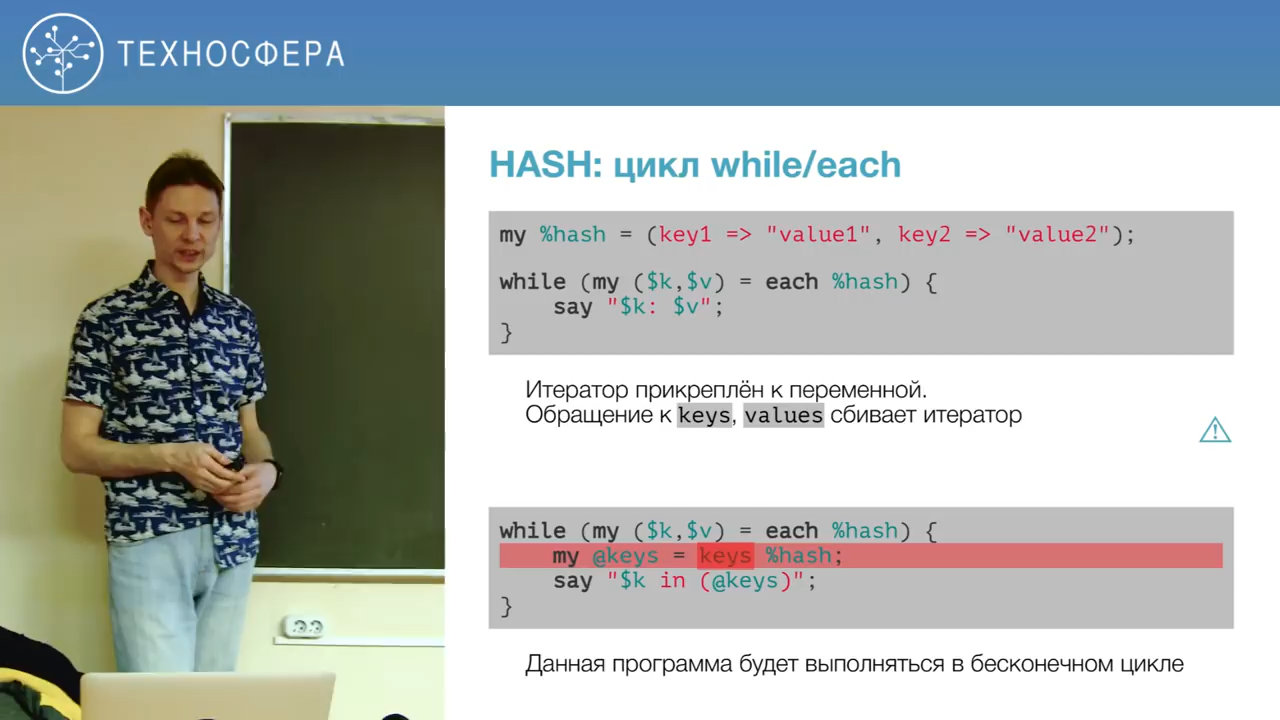 ТЕХНОСФЕРА
HASH: цикл while/each
my %hash = (key1 => "value1", key2 => "value2");
while (my ($k,$v) = each %hash) {
    say "$k: $v";
}
Итератор прикреплён к переменной.
Обращение к keys, values сбивает итератор
while (my ($k,$v) = each %hash) {
    my @keys = keys %hash;
    say "$k in (@keys)";
}
Данная программа будет выполняться в бесконечном цикле